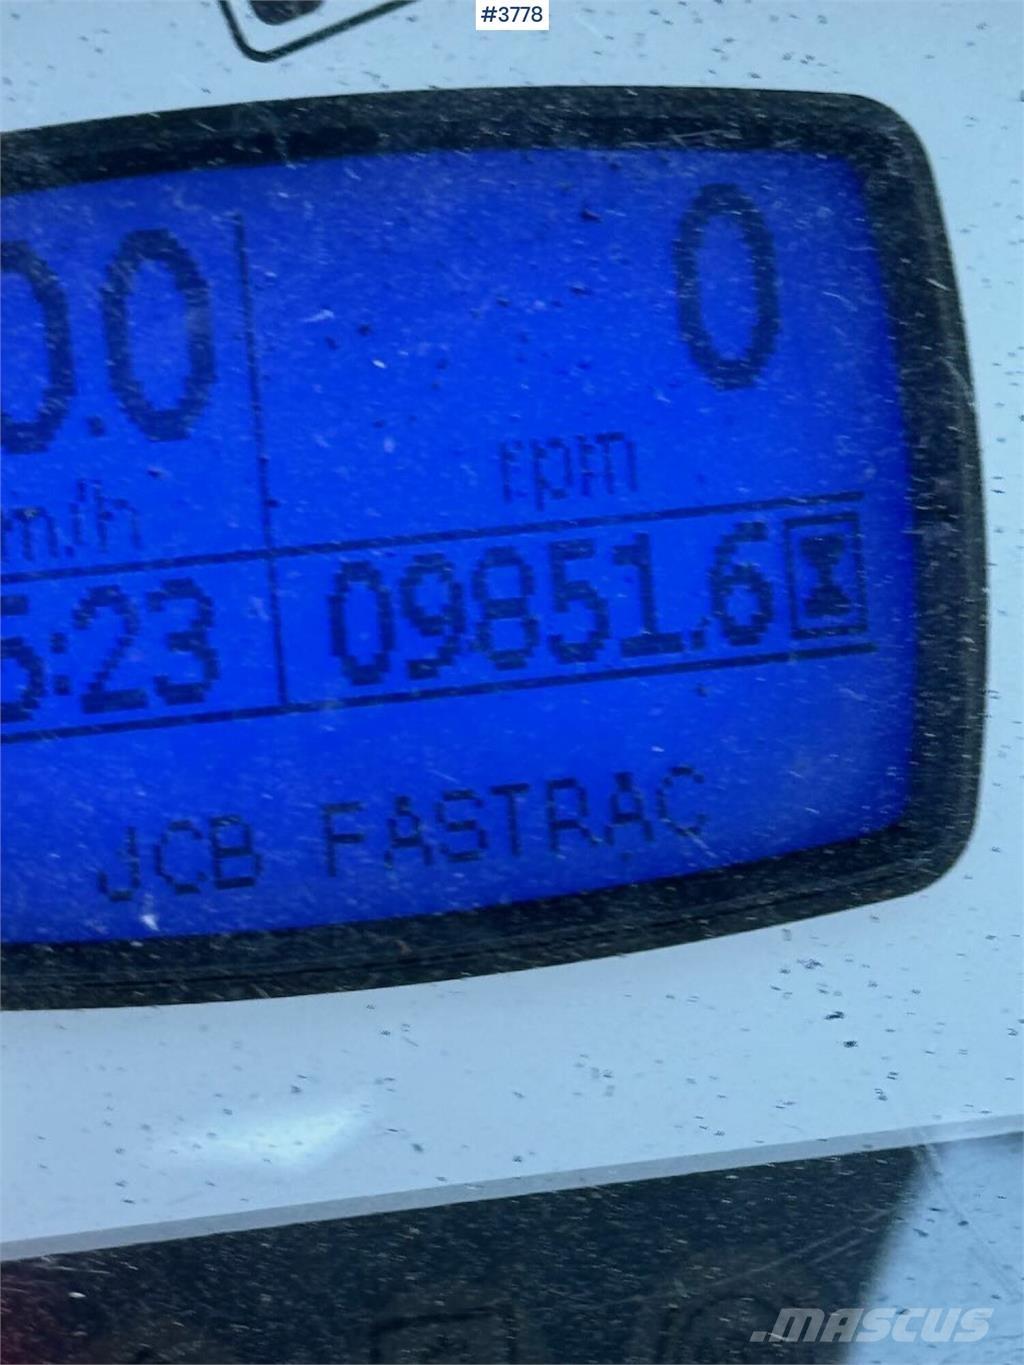 #3778
0.0
0
m/h
rpm
5:23
09851.6
JCB FASTRAC
.MASCUS